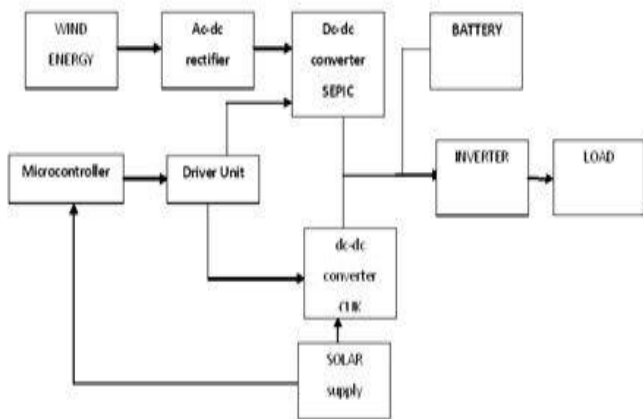 WIND
ENERGY
Ac-dc
rectifier
Dc-dc
converter
SEPIC
BATTERY
Microcontroller
Driver Unit
INVERTER
LOAD
dc-dc
converter
CUK
SOLAR
supply